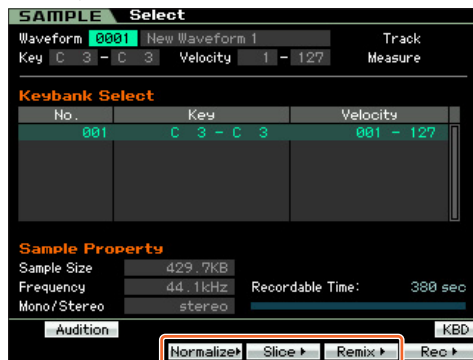 SAMPLE Select
Waveform 0001 New Waveform 1 Track
Key C 3 - C 3 Velocity 1 - 127 Measure
Keybank Select
No. Key Velocity
001 C 3 - C 3 001 - 127
Sample Property
Sample Size 429.7KB
Frequency 44.1kHz Recordable Time: 380 sec
Mono/Stereo stereo
Audition KBD
Normalize Slice Remix Rec